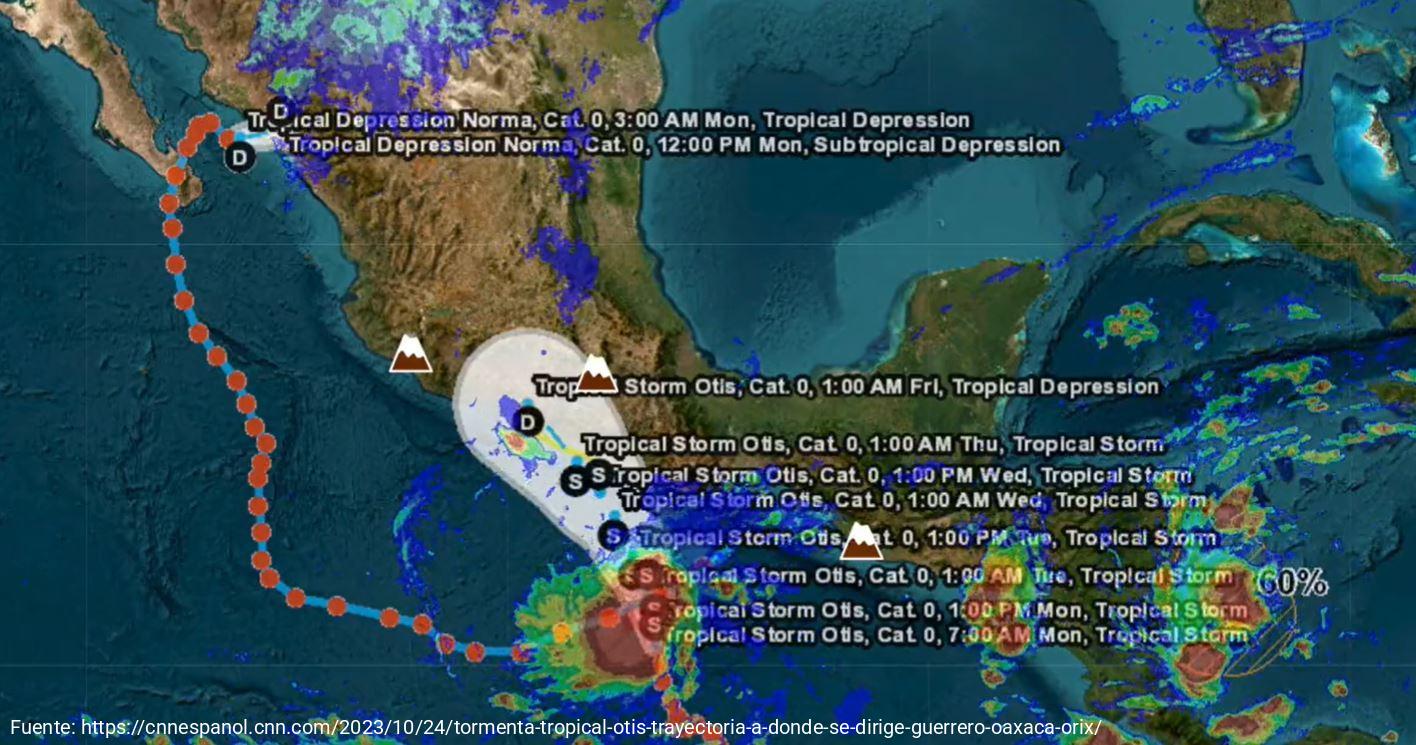 D
Tropical Depression Norma, Cat. 0, 3:00 AM Mon, Tropical Depression
D
Tropical Depression Norma, Cat. 0, 12:00 PM Mon, Subtropical Depression
Tropical Storm Otis, Cat. 0, 1:00 AM Fri, Tropical Depression
D
Tropical Storm Otis, Cat. 0, 1:00 AM Thu, Tropical Storm
S
S Tropical Storm Otis, Cat. 0, 1:00 PM Wed, Tropical Storm
Tropical Storm Otis, Cat. 0, 1:00 AM Wed, Tropical Storm
S Tropical Storm Otis, Cat. 0, 1:00 PM Tue, Tropical Storm
S Tropical Storm Otis, Cat. 0, 1:00 AM Tue, Tropical Storm
60%
S Tropical Storm Otis, Cat. 0, 1:00 PM Mon, Tropical Storm
S Tropical Storm Otis, Cat. 0, 7:00 AM Mon, Tropical Storm
Fuente: https://cnnespanol.cnn.com/2023/10/24/tormenta-tropical-otis-trayectoria-a-donde-se-dirige-guerrero-oaxaca-orix/